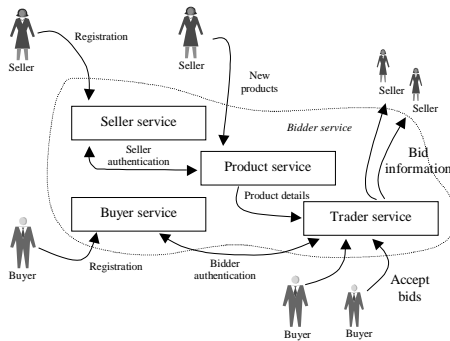 Registration
Seller
Seller
New
products
Seller
Seller
Seller service
Bidder service
Seller
authentication
Product service
Bid
information
Product details
Buyer service
Trader service
Buyer
Registration
Bidder
authentication
Accept
bids
Buyer
Buyer